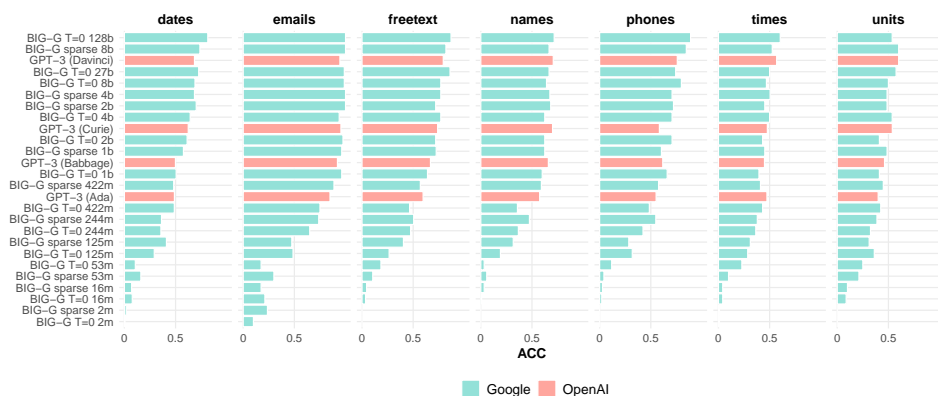 dates emails freetext names phones times units
BIG−G T=0 128b
BIG−G sparse 8b
GPT−3 (Davinci)
BIG−G T=0 27b
BIG−G T=0 8b
BIG−G sparse 4b
BIG−G sparse 2b
BIG−G T=0 4b
GPT−3 (Curie)
BIG−G T=0 2b
BIG−G sparse 1b
GPT−3 (Babbage)
BIG−G T=0 1b
BIG−G sparse 422m
GPT−3 (Ada)
BIG−G T=0 422m
BIG−G sparse 244m
BIG−G T=0 244m
BIG−G sparse 125m
BIG−G T=0 125m
BIG−G T=0 53m
BIG−G sparse 53m
BIG−G sparse 16m
BIG−G T=0 16m
BIG−G sparse 2m
BIG−G T=0 2m
0 0.5 0 0.5 0 0.5 0 0.5 0 0.5 0 0.5 0 0.5
ACC
Google OpenAI